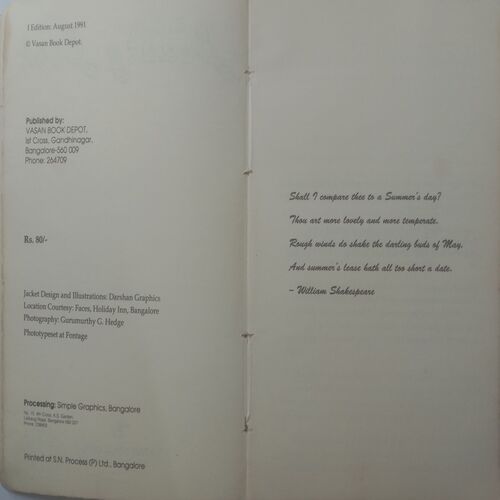 I Edition: August 1991
© Vasan Book Depot.
Published by:
VASAN BOOK DEPOT,
Ist Cross, Gandhinagar,
Bangalore-560 009
Phone: 264709
Rs. 80/-
Jacket Design and Illustrations: Darshan Graphics
Location Courtesy: Faces, Holiday Inn, Bangalore
Photography: Gurumurthy G. Hedge
Phototypeset at Fontage
Processing: Simple Graphics, Bangalore
Phone:
Printed at S.N. Process (P) Ltd., Bangalore
Shall I compare thee to a Summer's day?
Thou art more lovely and more temperate.
Rough winds do shake the darling buds of May,
And summer's lease hath all too short a date.
– William Shakespeare